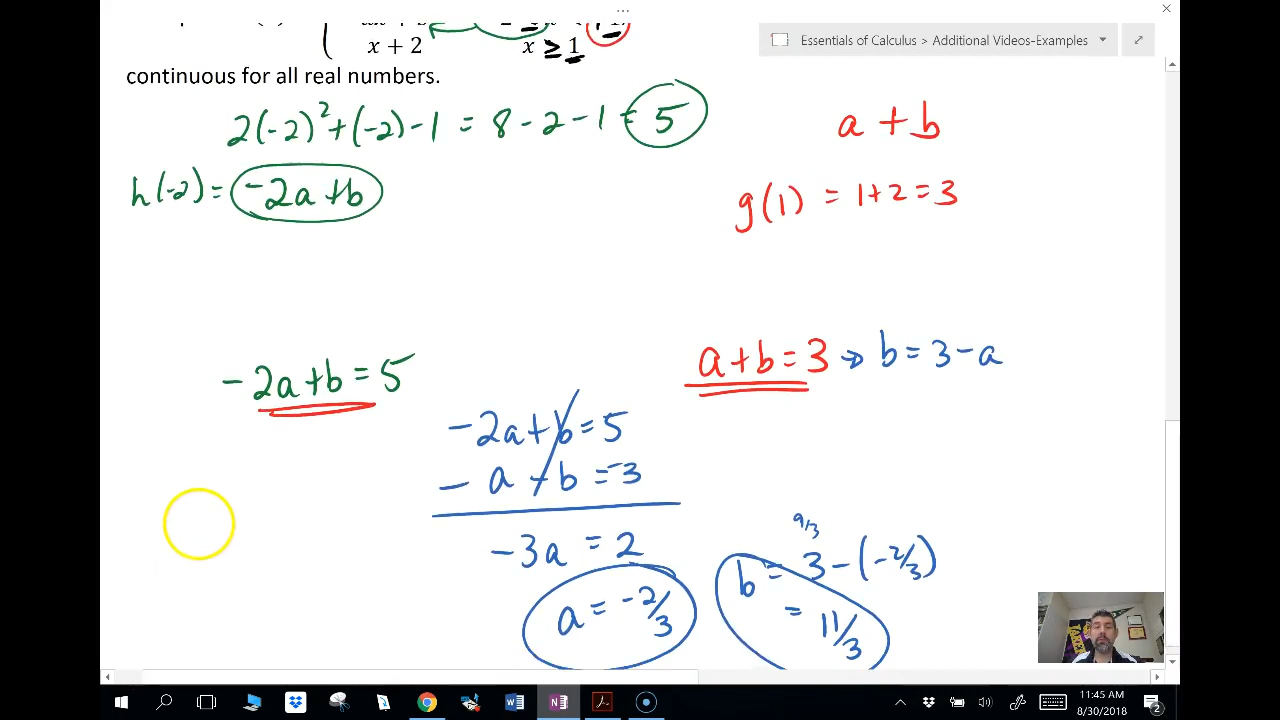 x + 2 x ≥ 1
Essentials of Calculus > Additional Videos-Examples
continuous for all real numbers.
2(-2)²+(-2)-1 = 8-2-1 = 5
a + b
h(-2) = -2a+b
g(1) = 1+2=3
-2a+b=5
a+b=3 → b=3-a
-2a+b=5
- a+b =-3
-3a = 2
9/3
b = 3-(-2/3)
a = -2/3
= 11/3
11:45 AM
8/30/2018
2